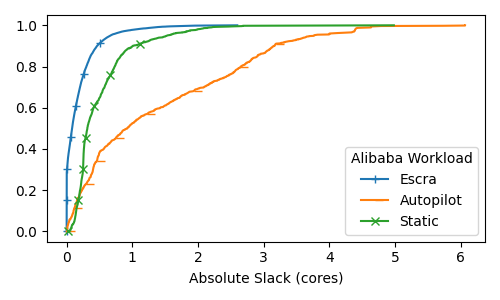 1.0
0.8
0.6
0.4
0.2
0.0
Alibaba Workload
Escra
Autopilot
Static
0 1 2 3 4 5 6
Absolute Slack (cores)